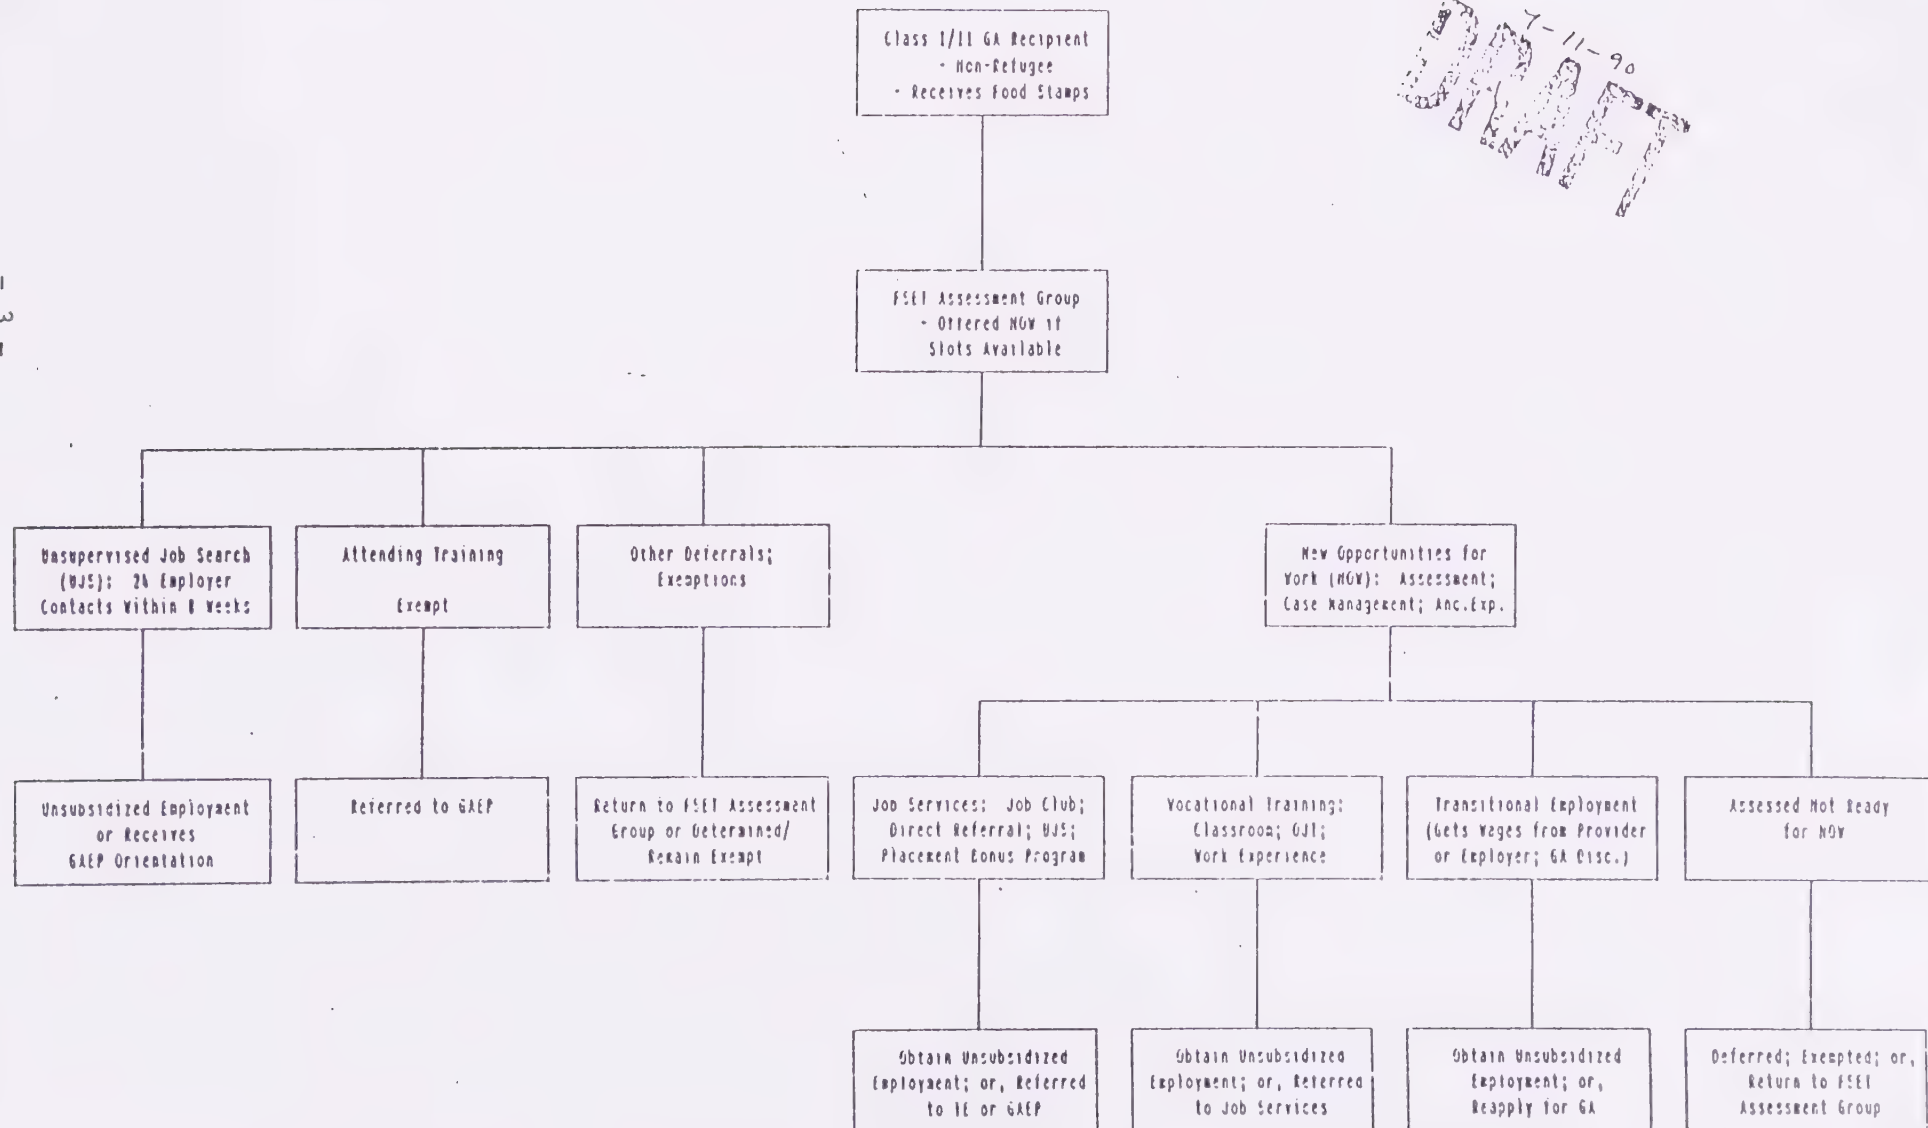 7-11-90
DRAFT
Class I/II GA Recipient
- Non-Refugee
- Receives Food Stamps
- 3 -
FSET Assessment Group
- Offered NOW if
Slots Available
Unsupervised Job Search
(UJS): 24 Employer
Contacts Within 8 Weeks
Attending Training
Exempt
Other Deferrals;
Exemptions
New Opportunities for
Work (NOW): Assessment;
Case Management; Anc.Exp.
Unsubsidized Employment
or Receives
GAEP Orientation
Referred to GAEP
Return to FSET Assessment
Group or Determined/
Remain Exempt
Job Services: Job Club;
Direct Referral; UJS;
Placement Bonus Program
Vocational Training:
Classroom; OJT;
Work Experience
Transitional Employment
(Gets Wages from Provider
or Employer; GA Disc.)
Assessed Not Ready
for NOW
Obtain Unsubsidized
Employment; or, Referred
to TE or GAEP
Obtain Unsubsidized
Employment; or, Referred
to Job Services
Obtain Unsubsidized
Employment; or,
Reapply for GA
Deferred; Exempted; or,
Return to FSET
Assessment Group